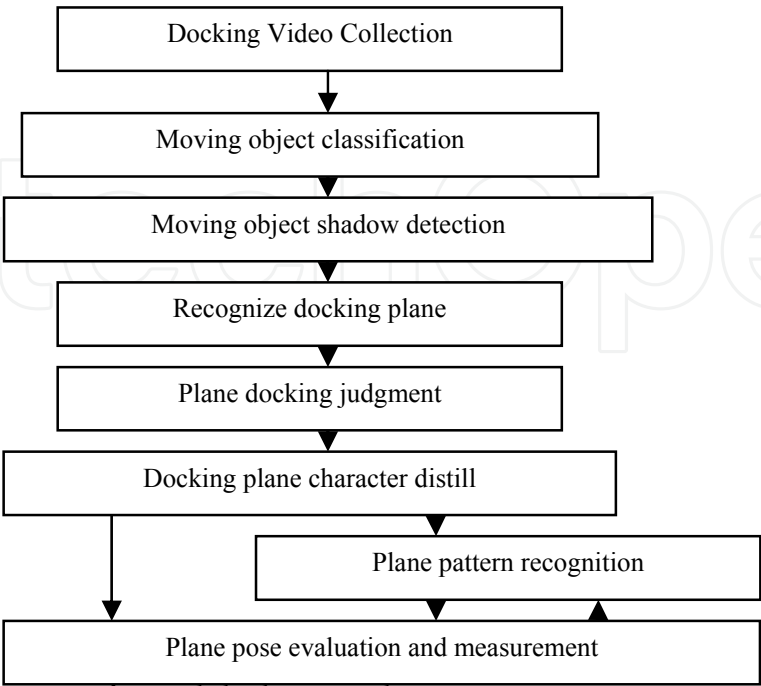 Docking Video Collection
Moving object classification
Moving object shadow detection
Recognize docking plane
Plane docking judgment
Docking plane character distill
Plane pattern recognition
Plane pose evaluation and measurement